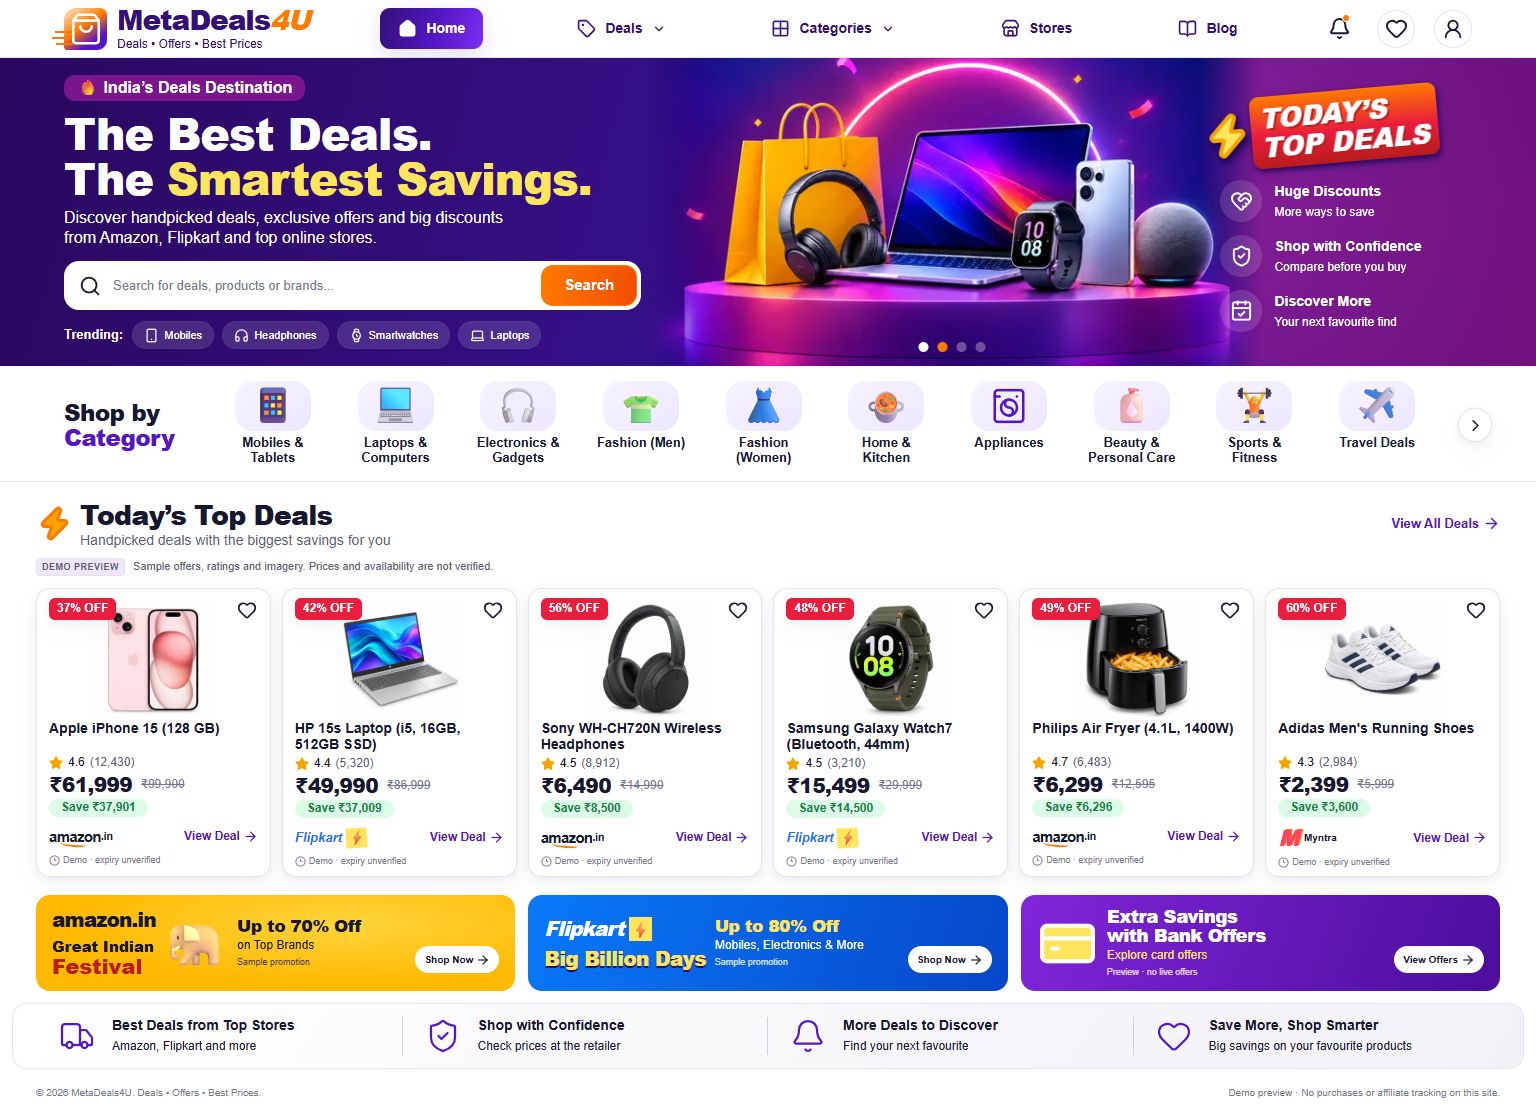 MetaDeals4U
Deals • Offers • Best Prices
Home
Deals
Categories
Stores
Blog
India's Deals Destination
The Best Deals.
The Smartest Savings.
Discover handpicked deals, exclusive offers and big discounts
from Amazon, Flipkart and top online stores.
Search for deals, products or brands...
Search
Trending:
Mobiles
Headphones
Smartwatches
Laptops
10
08
TODAY'S
TOP DEALS
Huge Discounts
More ways to save
Shop with Confidence
Compare before you buy
Discover More
Your next favourite find
Shop by
Category
Mobiles &
Tablets
Laptops &
Computers
Electronics &
Gadgets
Fashion (Men)
Fashion
(Women)
Home &
Kitchen
Appliances
Beauty &
Personal Care
Sports &
Fitness
Travel Deals
Today's Top Deals
Handpicked deals with the biggest savings for you
View All Deals
DEMO PREVIEW
Sample offers, ratings and imagery. Prices and availability are not verified.
37% OFF
Apple iPhone 15 (128 GB)
4.6 (12,430)
₹61,999 ₹99,900
Save ₹37,901
amazon.in
View Deal
Demo · expiry unverified
42% OFF
HP 15s Laptop (i5, 16GB,
512GB SSD)
4.4 (5,320)
₹49,990 ₹86,999
Save ₹37,009
Flipkart
View Deal
Demo · expiry unverified
56% OFF
Sony WH-CH720N Wireless
Headphones
4.5 (8,912)
₹6,490 ₹14,990
Save ₹8,500
amazon.in
View Deal
Demo · expiry unverified
48% OFF
10
08
Samsung Galaxy Watch7
(Bluetooth, 44mm)
4.5 (3,210)
₹15,499 ₹29,999
Save ₹14,500
Flipkart
View Deal
Demo · expiry unverified
49% OFF
Philips Air Fryer (4.1L, 1400W)
4.7 (6,483)
₹6,299 ₹12,595
Save ₹6,296
amazon.in
View Deal
Demo · expiry unverified
60% OFF
Adidas Men's Running Shoes
4.3 (2,984)
₹2,399 ₹5,999
Save ₹3,600
Myntra
View Deal
Demo · expiry unverified
amazon.in
Great Indian
Festival
Up to 70% Off
on Top Brands
Sample promotion
Shop Now
Flipkart
Big Billion Days
Up to 80% Off
Mobiles, Electronics & More
Sample promotion
Shop Now
Extra Savings
with Bank Offers
Explore card offers
Preview · no live offers
View Offers
Best Deals from Top Stores
Amazon, Flipkart and more
Shop with Confidence
Check prices at the retailer
More Deals to Discover
Find your next favourite
Save More, Shop Smarter
Big savings on your favourite products
© 2026 MetaDeals4U. Deals • Offers • Best Prices.
Demo preview · No purchases or affiliate tracking on this site.